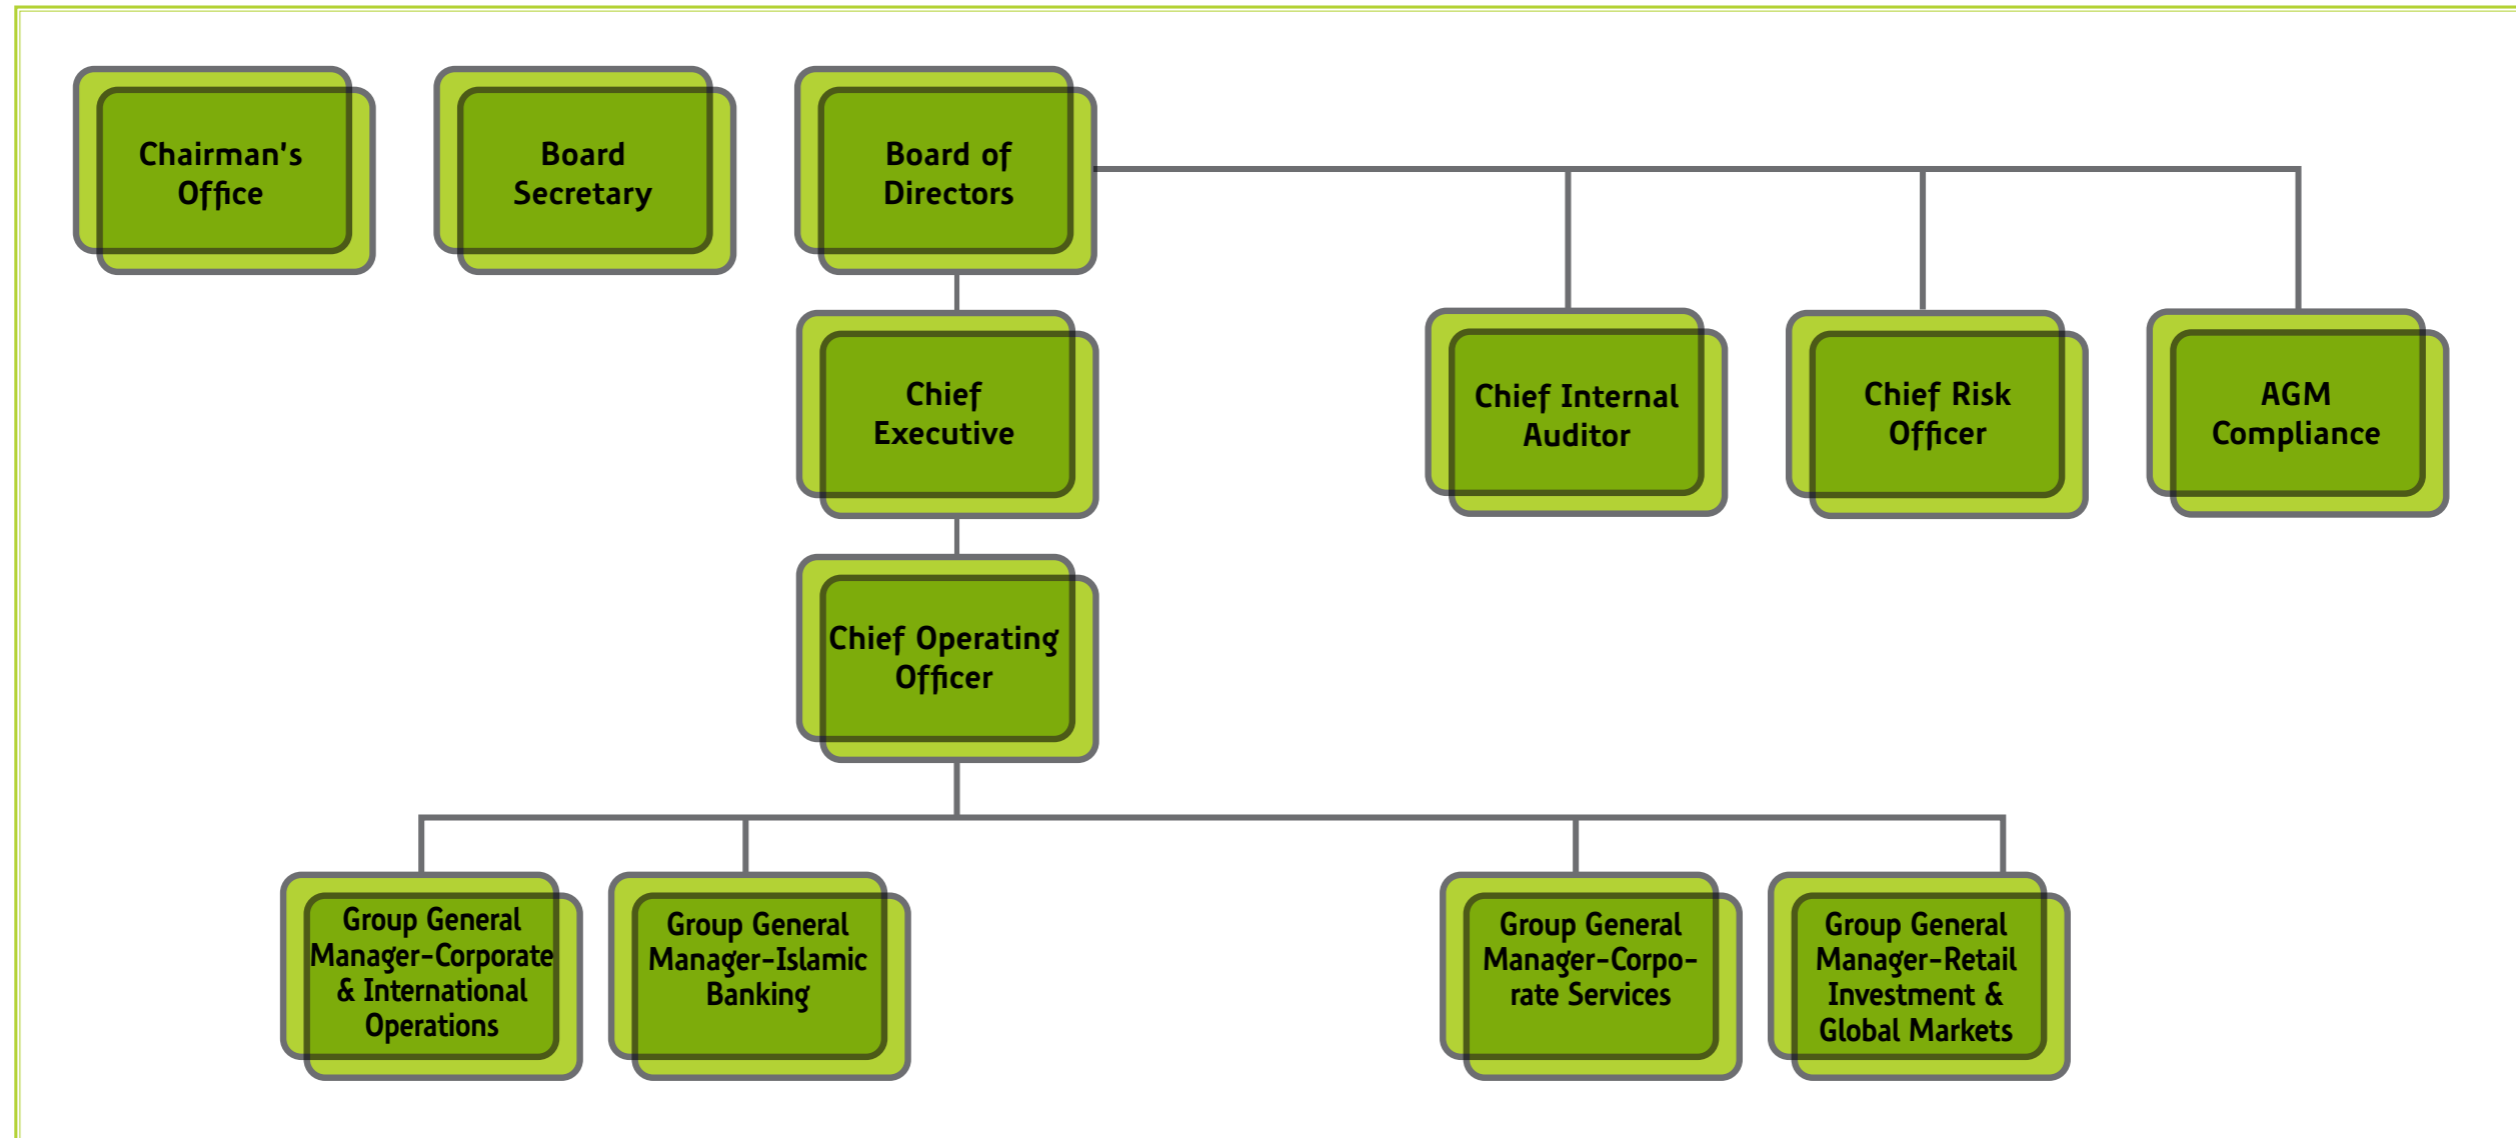 Chairman's
Office
Board
Secretary
Board of
Directors
Chief
Executive
Chief Internal
Auditor
Chief Risk
Officer
AGM
Compliance
Chief Operating
Officer
Group General
Manager-Corporate
& International
Operations
Group General
Manager-Islamic
Banking
Group General
Manager-Corpo-
rate Services
Group General
Manager-Retail
Investment &
Global Markets